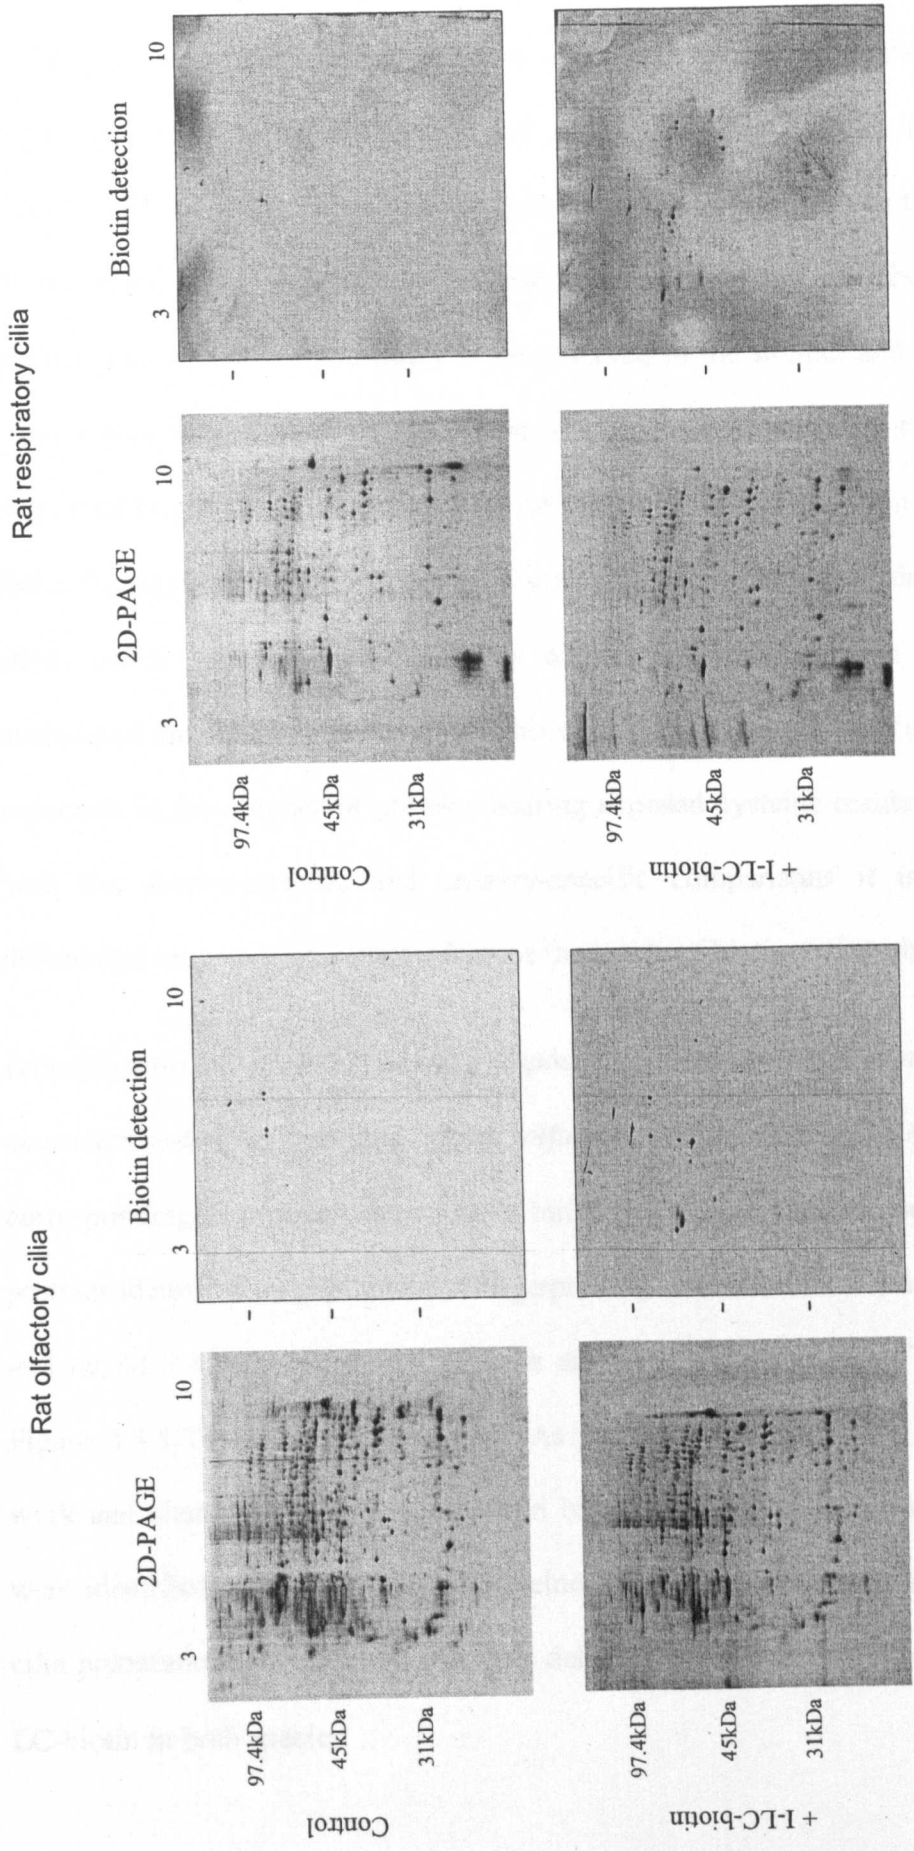 Rat olfactory cilia
2D-PAGE
Biotin detection
3 10
3 10
97.4kDa
45kDa
31kDa
Control
97.4kDa
45kDa
31kDa
+ I-LC-biotin
Rat respiratory cilia
2D-PAGE
Biotin detection
3 10
3 10
97.4kDa
45kDa
31kDa
Control
97.4kDa
45kDa
31kDa
+ I-LC-biotin